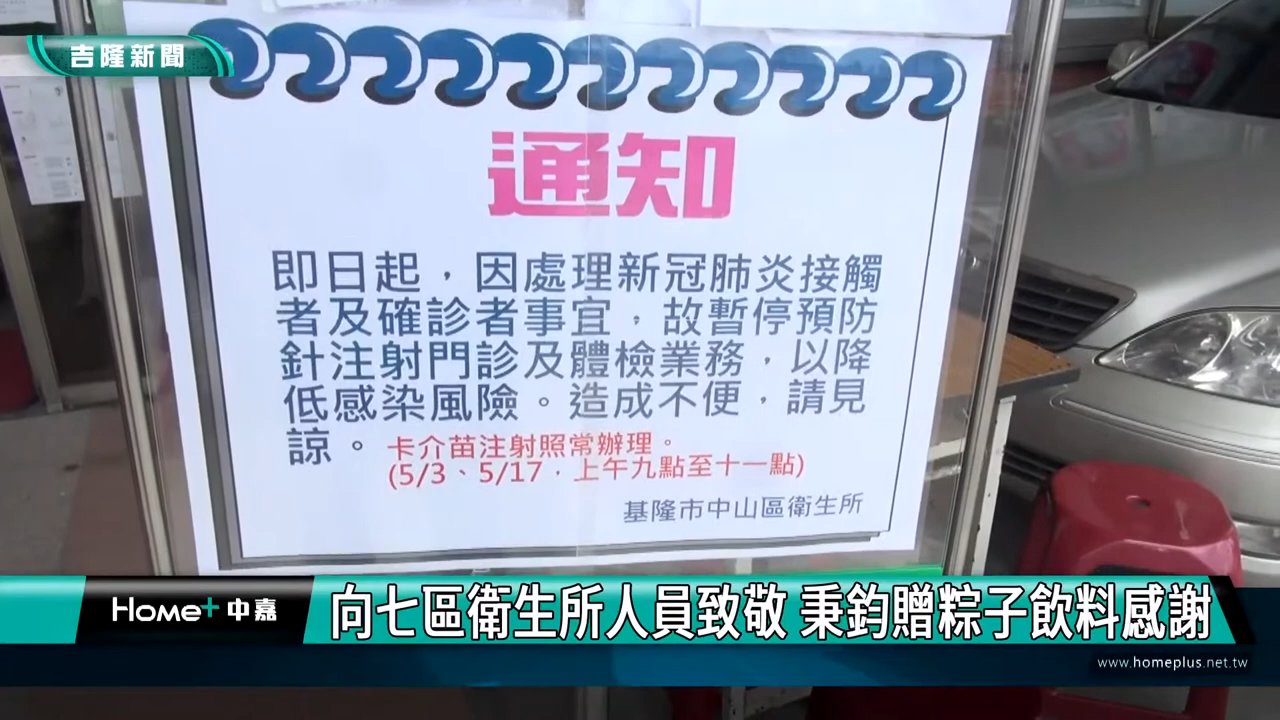 吉隆新聞
通知
即日起，因處理新冠肺炎接觸
者及確診者事宜，故暫停預防
針注射門診及體檢業務，以降
低感染風險。造成不便，請見
諒。
卡介苗注射照常辦理。
(5/3、5/17，上午九點至十一點)
基隆市中山區衛生所
Home+中嘉
向七區衛生所人員致敬 秉鈞贈粽子飲料感謝
www.homeplus.net.tw